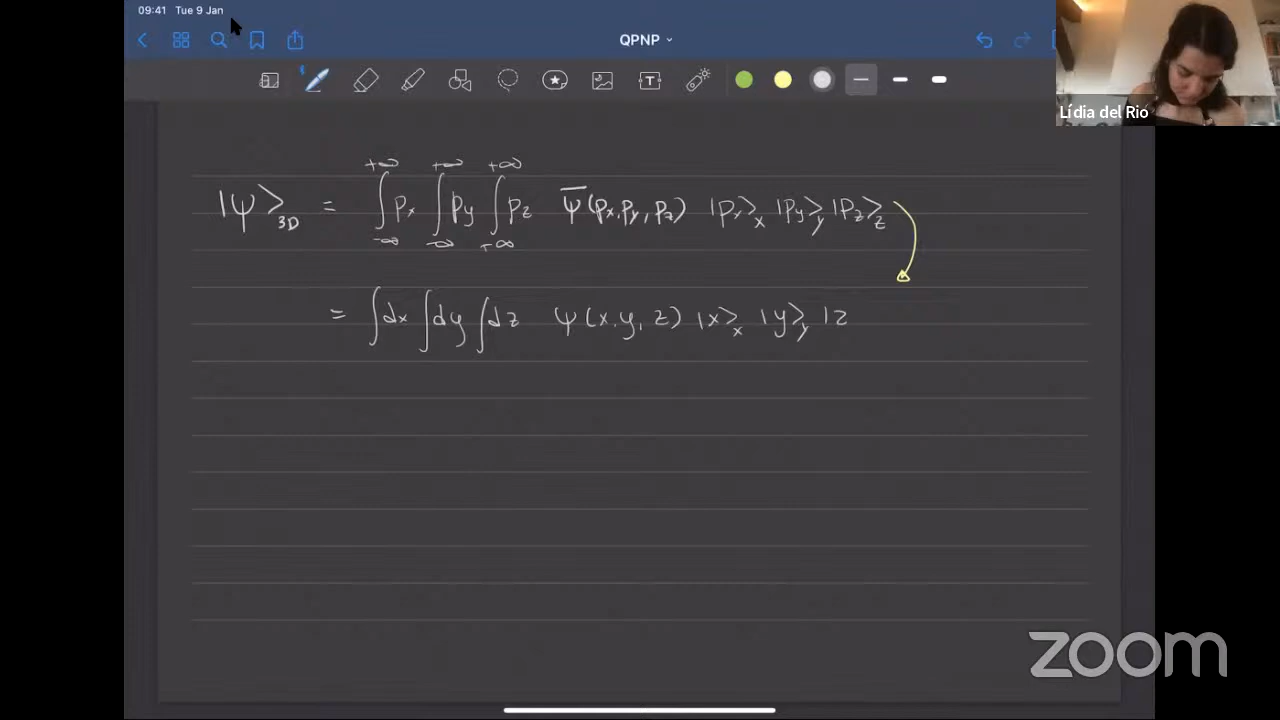 09:41 Tue 9 Jan
QPNP
Lídia del Rio
+∞ +∞ +∞
|ψ⟩_3D = ∫ p_x ∫ p_y ∫ p_z ψ̅(p_x, p_y, p_z) |p_x⟩_x |p_y⟩_y |p_z⟩_z
-∞ -∞ +∞
= ∫dx ∫dy ∫dz ψ(x, y, z) |x⟩_x |y⟩_y |z
zoom